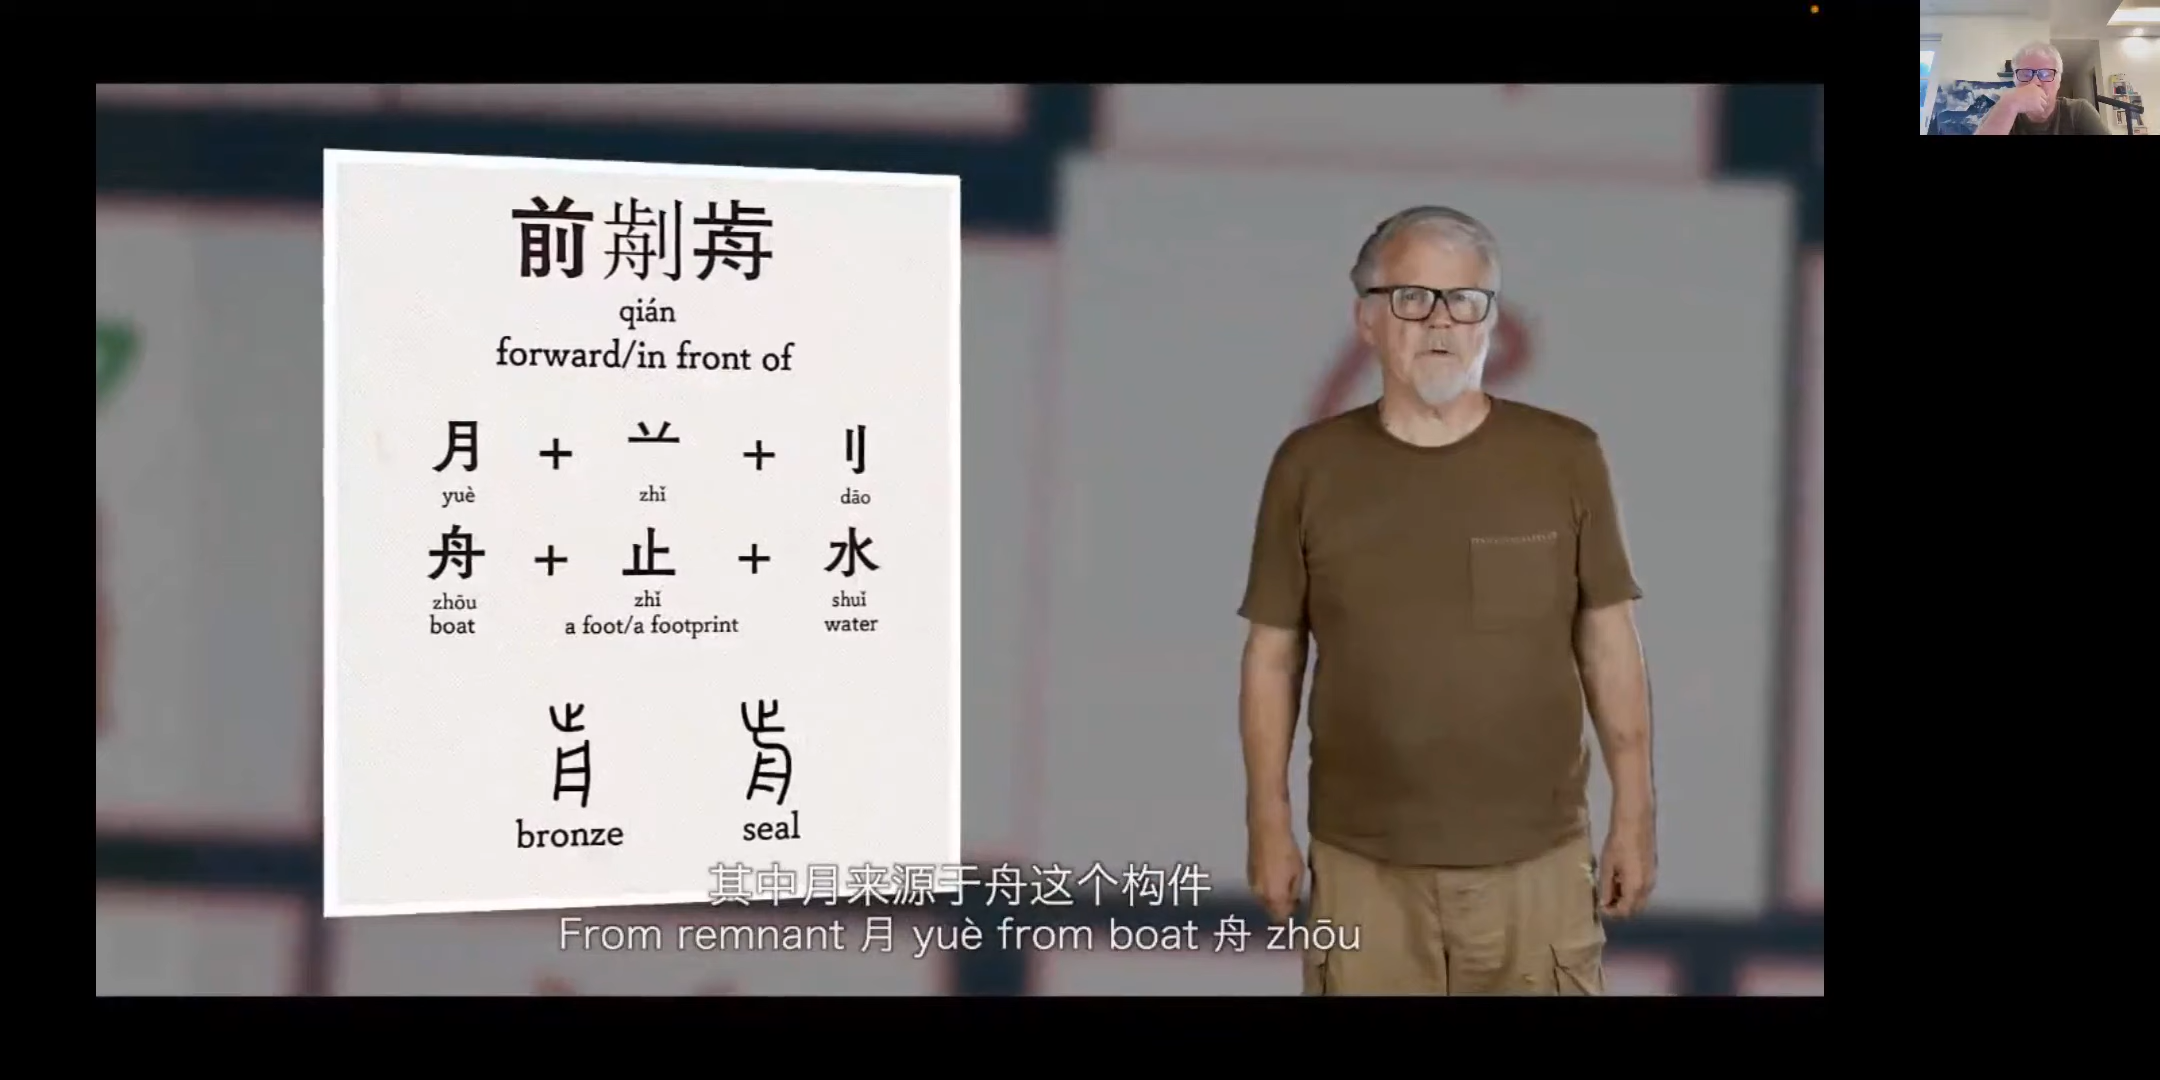 前𠝣歬
qián
forward/in front of
月 + 䒑 + 刂
yuè zhǐ dāo
舟 + 止 + 水
zhōu zhǐ shuǐ
boat a foot/a footprint water
bronze seal
其中月来源于舟这个构件
From remnant 月 yuè from boat 舟 zhōu